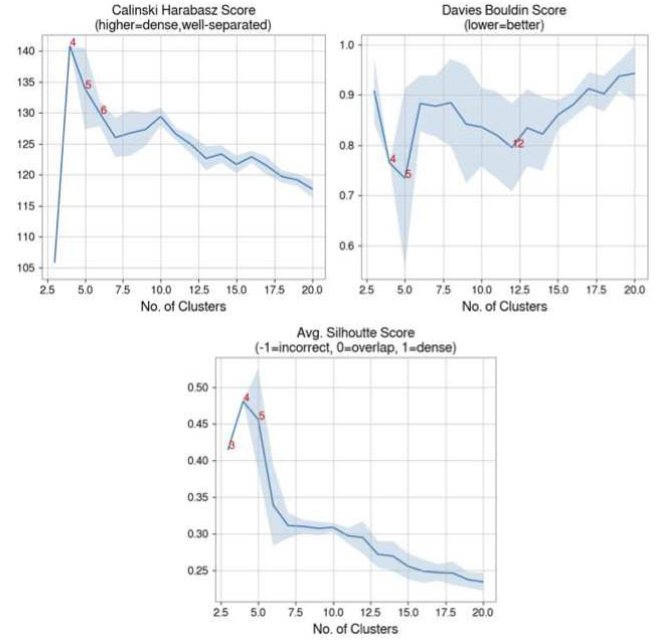 Calinski Harabasz Score
(higher=dense,well-separated)
140
135
130
125
120
115
110
105
4
5
6
2.5 5.0 7.5 10.0 12.5 15.0 17.5 20.0
No. of Clusters
Davies Bouldin Score
(lower=better)
1.0
0.9
0.8
0.7
0.6
4
5
12
2.5 5.0 7.5 10.0 12.5 15.0 17.5 20.0
No. of Clusters
Avg. Silhoutte Score
(-1=incorrect, 0=overlap, 1=dense)
0.50
0.45
0.40
0.35
0.30
0.25
3
4
5
2.5 5.0 7.5 10.0 12.5 15.0 17.5 20.0
No. of Clusters